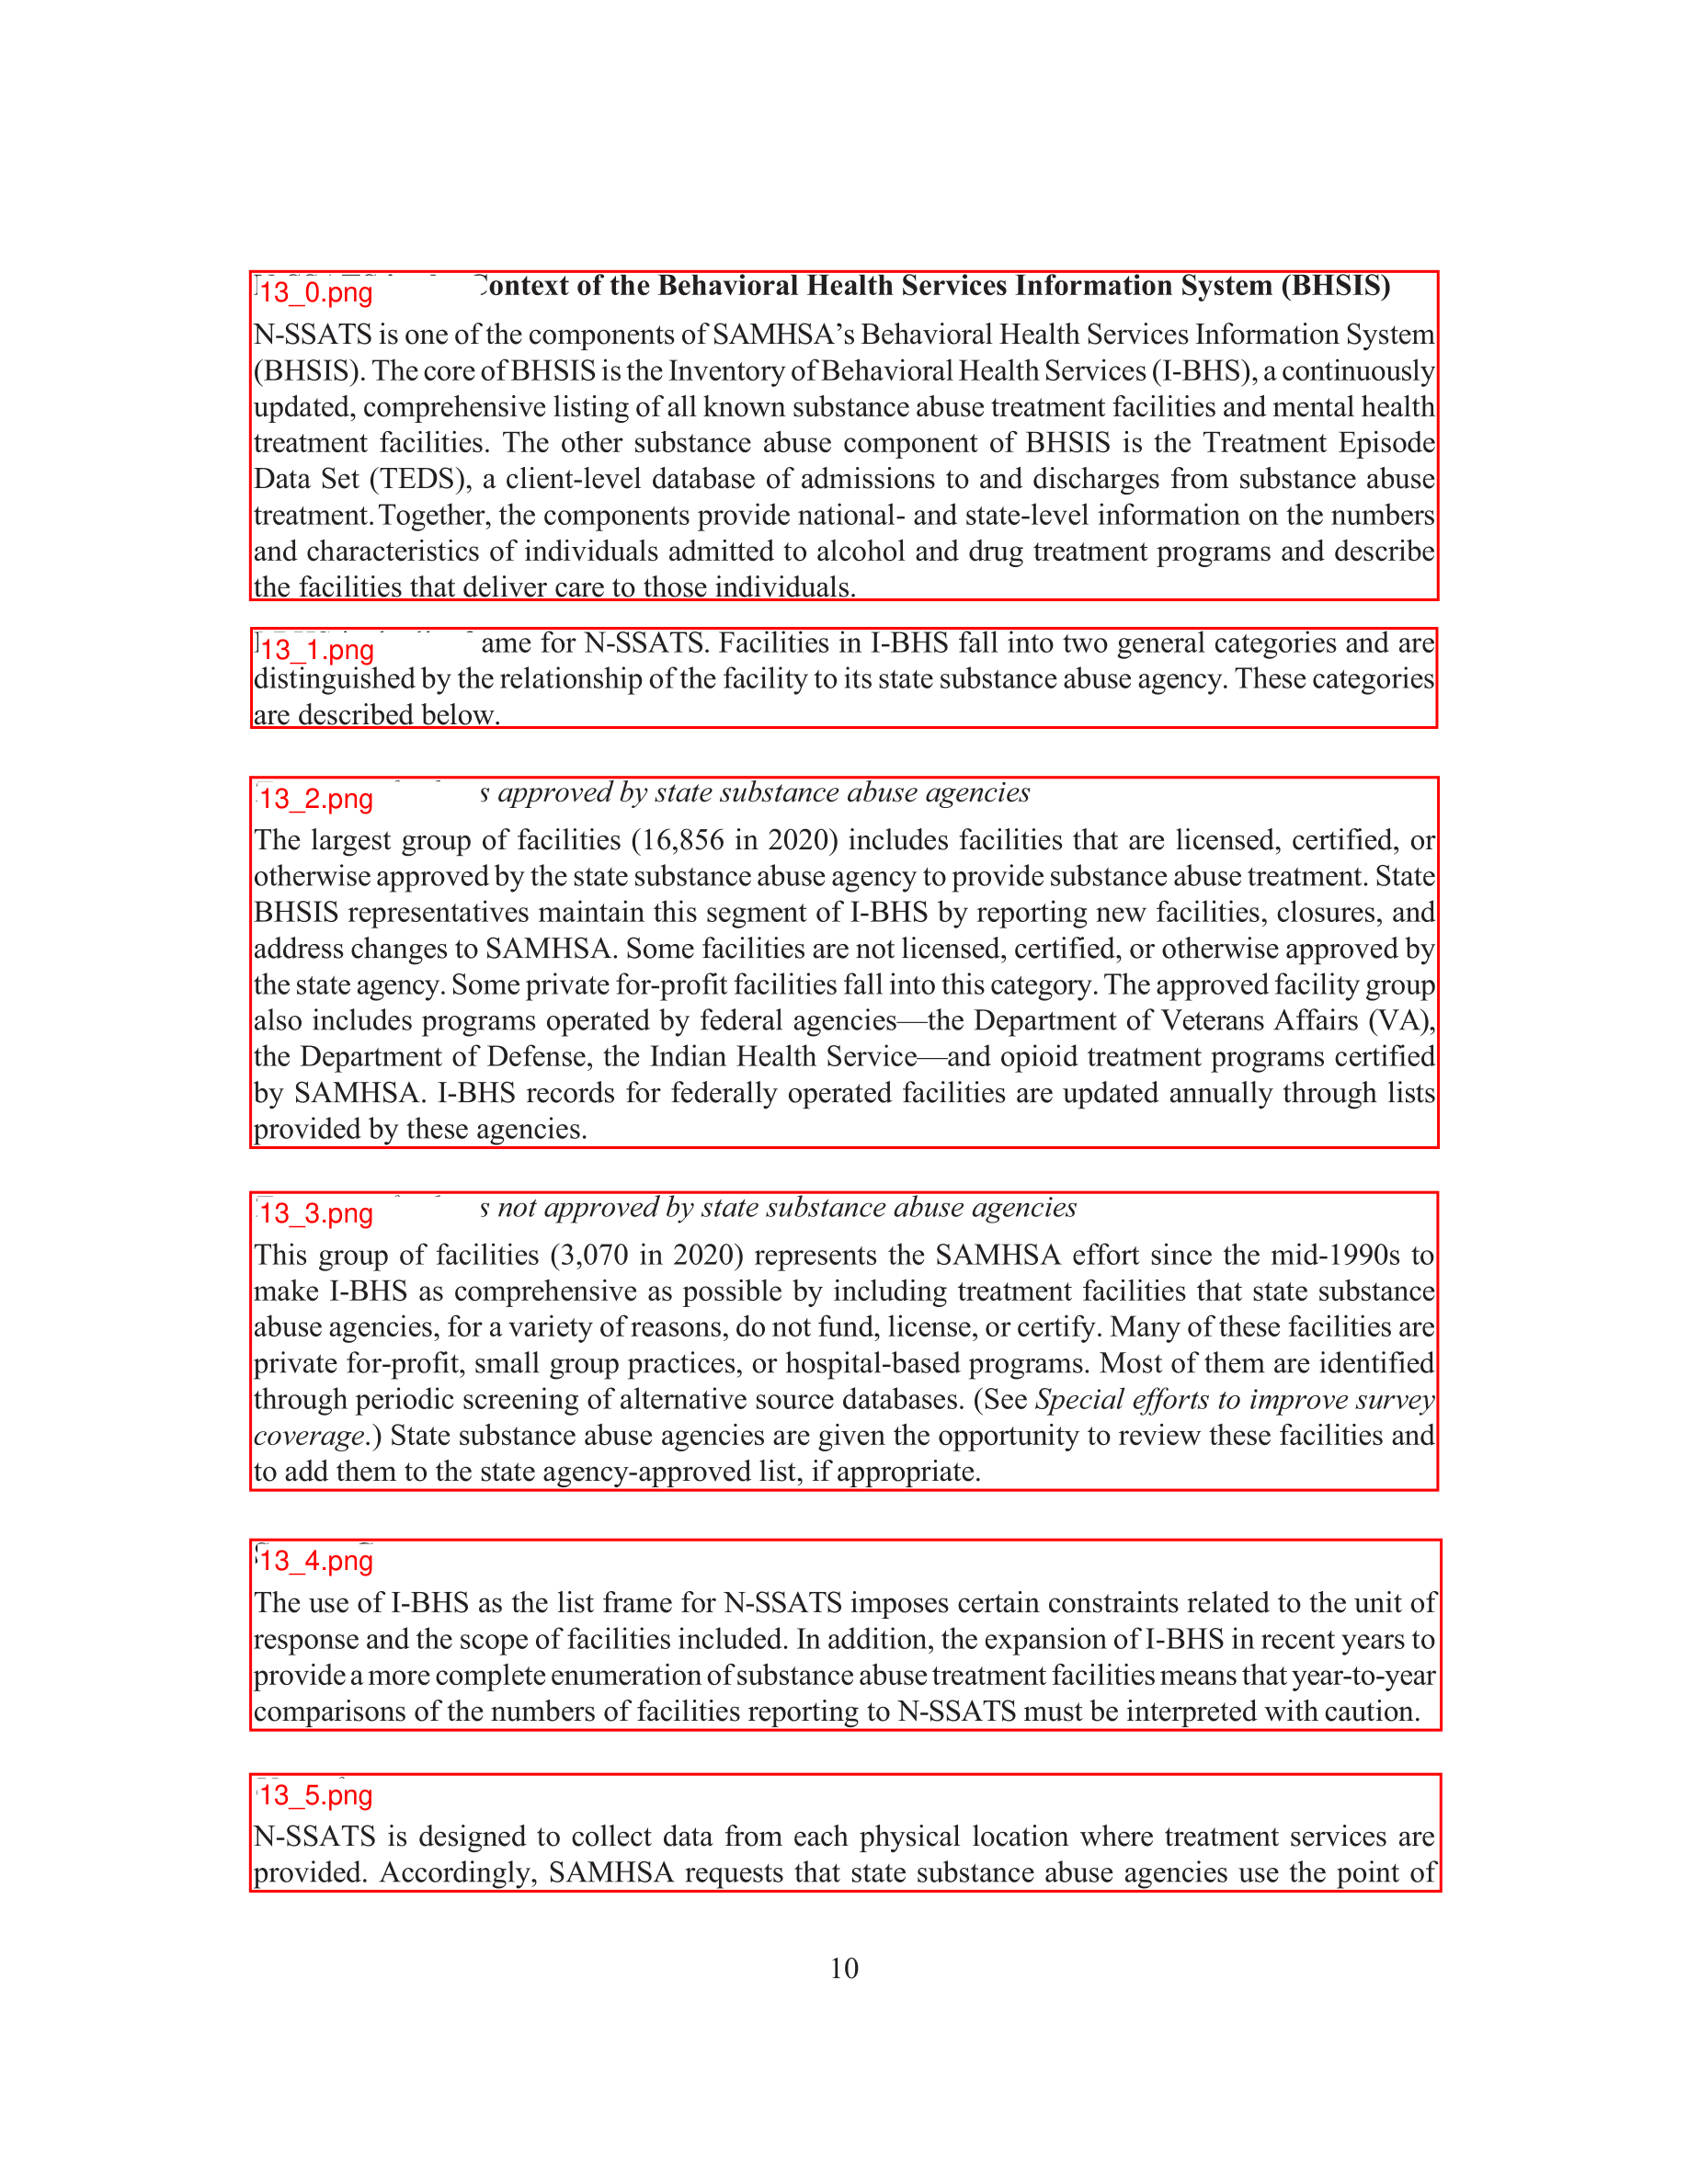 13_0.png ontext of the Behavioral Health Services Information System (BHSIS)
N-SSATS is one of the components of SAMHSA’s Behavioral Health Services Information System
(BHSIS). The core of BHSIS is the Inventory of Behavioral Health Services (I-BHS), a continuously
updated, comprehensive listing of all known substance abuse treatment facilities and mental health
treatment facilities. The other substance abuse component of BHSIS is the Treatment Episode
Data Set (TEDS), a client-level database of admissions to and discharges from substance abuse
treatment. Together, the components provide national- and state-level information on the numbers
and characteristics of individuals admitted to alcohol and drug treatment programs and describe
the facilities that deliver care to those individuals.
13_1.png ame for N-SSATS. Facilities in I-BHS fall into two general categories and are
distinguished by the relationship of the facility to its state substance abuse agency. These categories
are described below.
13_2.png s approved by state substance abuse agencies
The largest group of facilities (16,856 in 2020) includes facilities that are licensed, certified, or
otherwise approved by the state substance abuse agency to provide substance abuse treatment. State
BHSIS representatives maintain this segment of I-BHS by reporting new facilities, closures, and
address changes to SAMHSA. Some facilities are not licensed, certified, or otherwise approved by
the state agency. Some private for-profit facilities fall into this category. The approved facility group
also includes programs operated by federal agencies—the Department of Veterans Affairs (VA),
the Department of Defense, the Indian Health Service—and opioid treatment programs certified
by SAMHSA. I-BHS records for federally operated facilities are updated annually through lists
provided by these agencies.
13_3.png s not approved by state substance abuse agencies
This group of facilities (3,070 in 2020) represents the SAMHSA effort since the mid-1990s to
make I-BHS as comprehensive as possible by including treatment facilities that state substance
abuse agencies, for a variety of reasons, do not fund, license, or certify. Many of these facilities are
private for-profit, small group practices, or hospital-based programs. Most of them are identified
through periodic screening of alternative source databases. (See Special efforts to improve survey
coverage.) State substance abuse agencies are given the opportunity to review these facilities and
to add them to the state agency-approved list, if appropriate.
13_4.png
The use of I-BHS as the list frame for N-SSATS imposes certain constraints related to the unit of
response and the scope of facilities included. In addition, the expansion of I-BHS in recent years to
provide a more complete enumeration of substance abuse treatment facilities means that year-to-year
comparisons of the numbers of facilities reporting to N-SSATS must be interpreted with caution.
13_5.png
N-SSATS is designed to collect data from each physical location where treatment services are
provided. Accordingly, SAMHSA requests that state substance abuse agencies use the point of
10